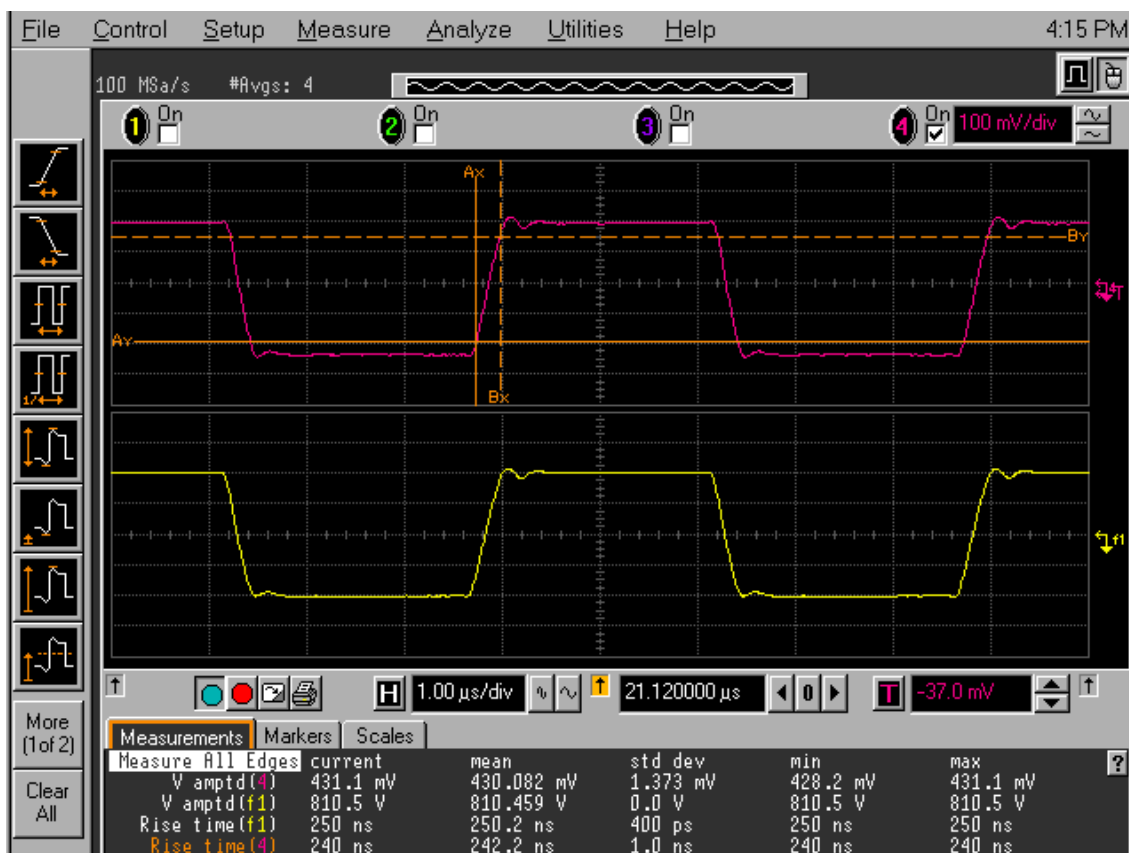 File Control Setup Measure Analyze Utilities Help 4:15 PM
100 MSa/s #Avgs: 4
1 On 2 On 3 On 4 On 100 mV/div
Ax
By
Ay
Bx
f1
1/
H 1.00 µs/div 21.120000 µs 0 T -37.0 mV
More
(1of 2)
Clear
All
Measurements Markers Scales
Measure All Edges current mean std dev min max ?
V amptd(4) 431.1 mV 430.082 mV 1.373 mV 428.2 mV 431.1 mV
V amptd(f1) 810.5 V 810.459 V 0.0 V 810.5 V 810.5 V
Rise time(f1) 250 ns 250.2 ns 400 ps 250 ns 250 ns
Rise time(4) 240 ns 242.2 ns 1.0 ns 240 ns 240 ns